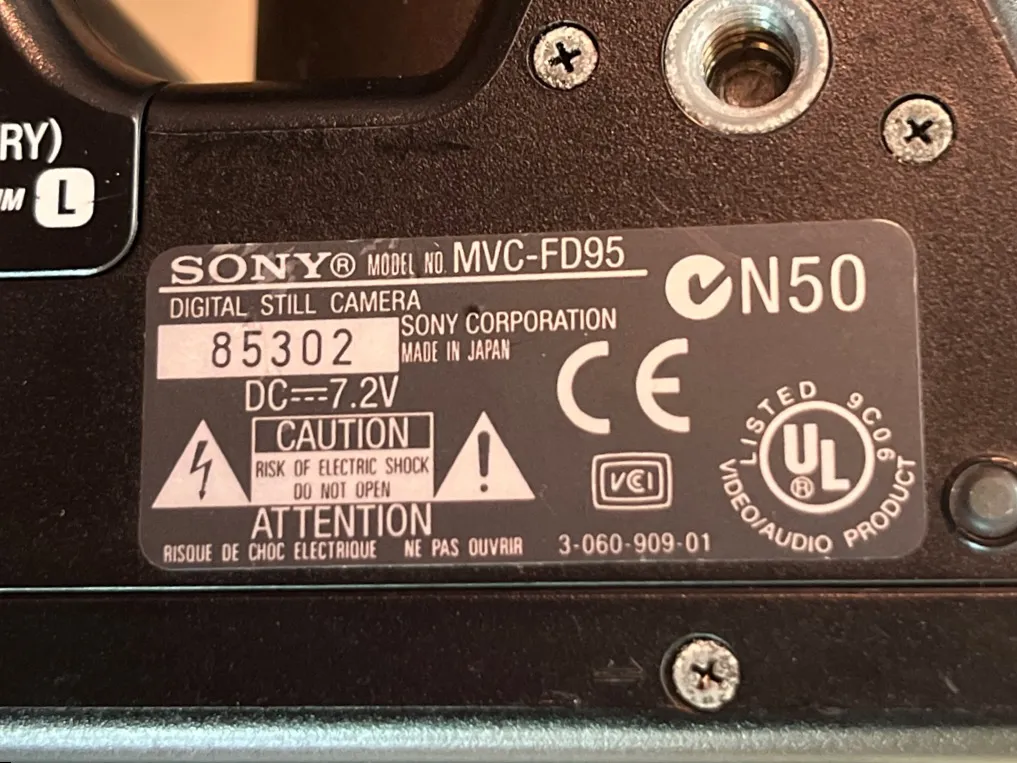 RY)
L
SONY® MODEL NO. MVC-FD95
DIGITAL STILL CAMERA
85302
SONY CORPORATION
MADE IN JAPAN
DC⎓7.2V
N50
CE
CAUTION
RISK OF ELECTRIC SHOCK
DO NOT OPEN
ATTENTION
RISQUE DE CHOC ELECTRIQUE NE PAS OUVRIR
VCI
3-060-909-01
LISTED 9C06
UL®
VIDEO/AUDIO PRODUCT